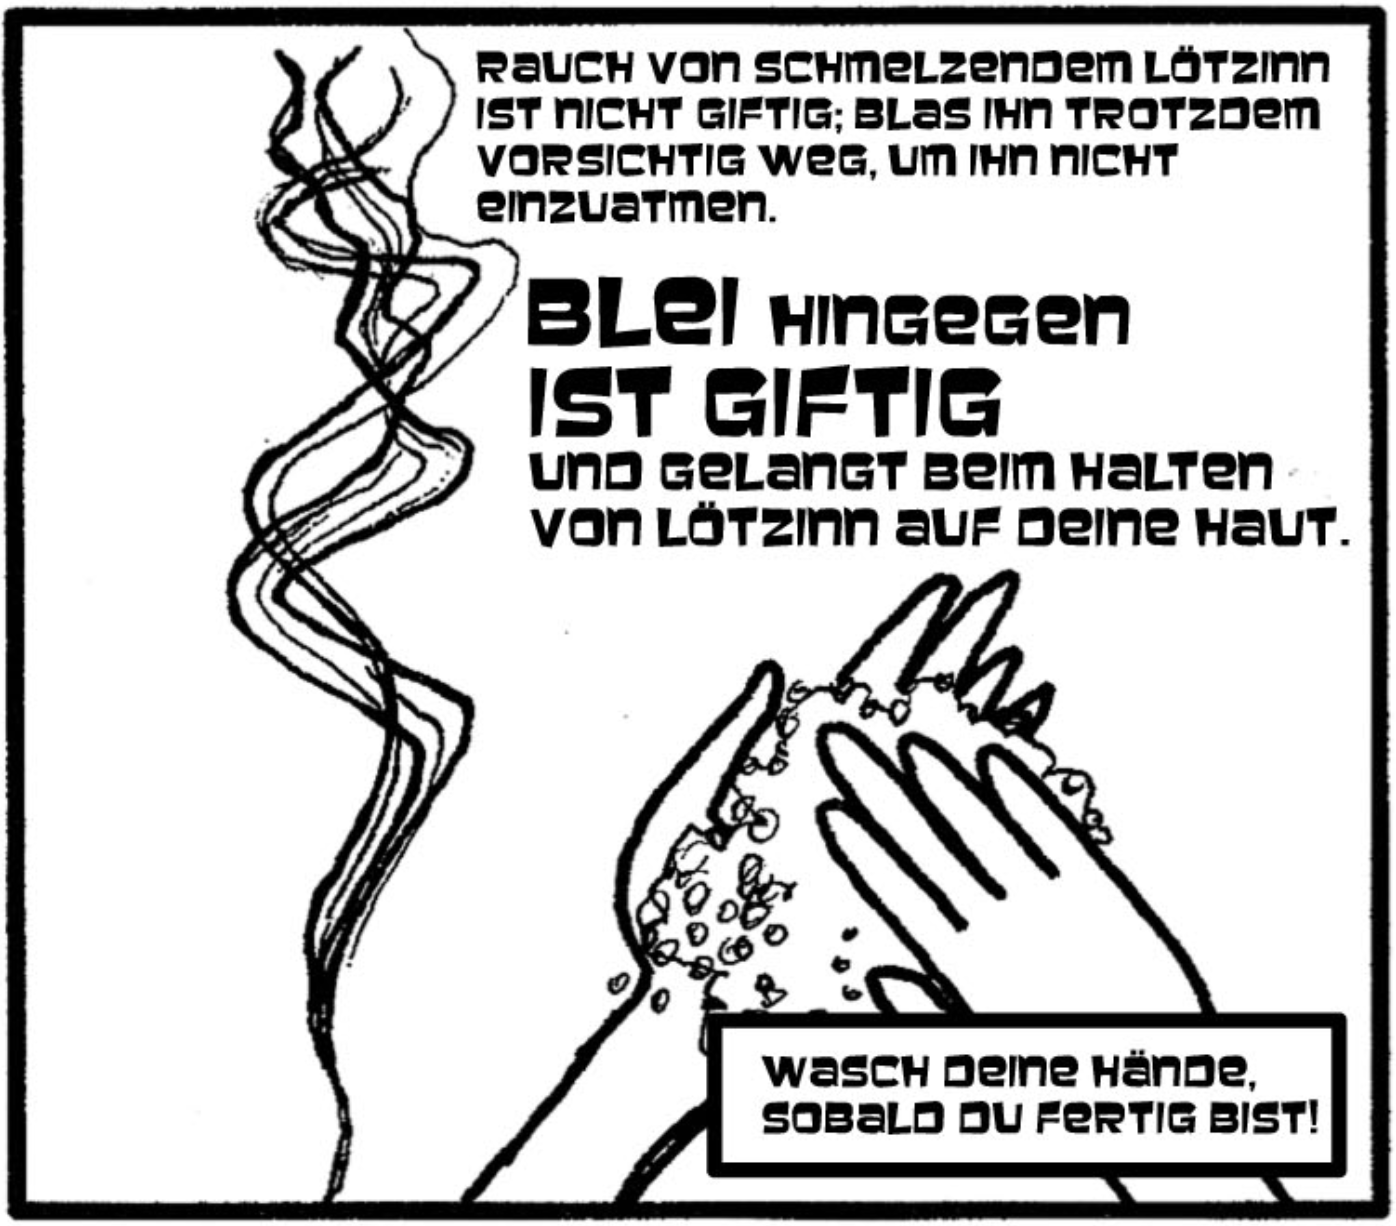 Rauch von schmelzendem Lötzinn
ist nicht giftig; blas ihn trotzdem
vorsichtig weg, um ihn nicht
einzuatmen.
Blei hingegen
ist giftig
und gelangt beim Halten
von Lötzinn auf deine Haut.
Wasch deine Hände,
sobald du fertig bist!